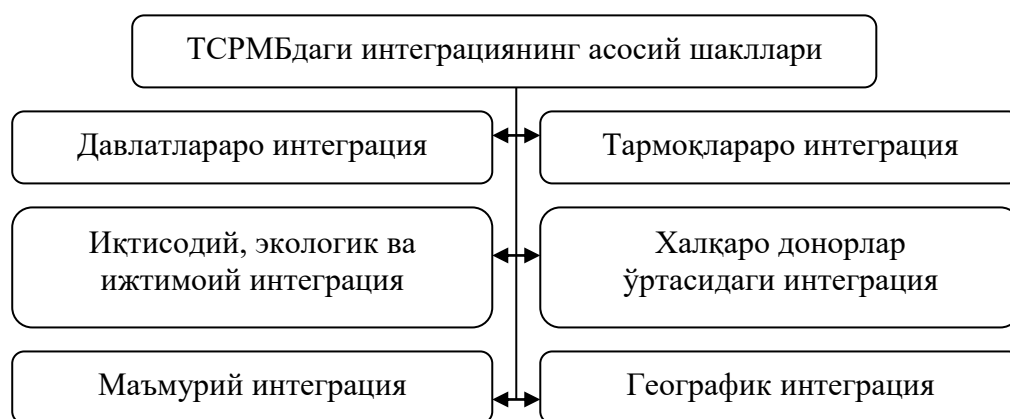 ТСРМБдаги интеграциянинг асосий шакллари
Давлатлараро интеграция
Тармоқлараро интеграция
Иқтисодий, экологик ва
ижтимоий интеграция
Халқаро донорлар
ўртасидаги интеграция
Маъмурий интеграция
Географик интеграция